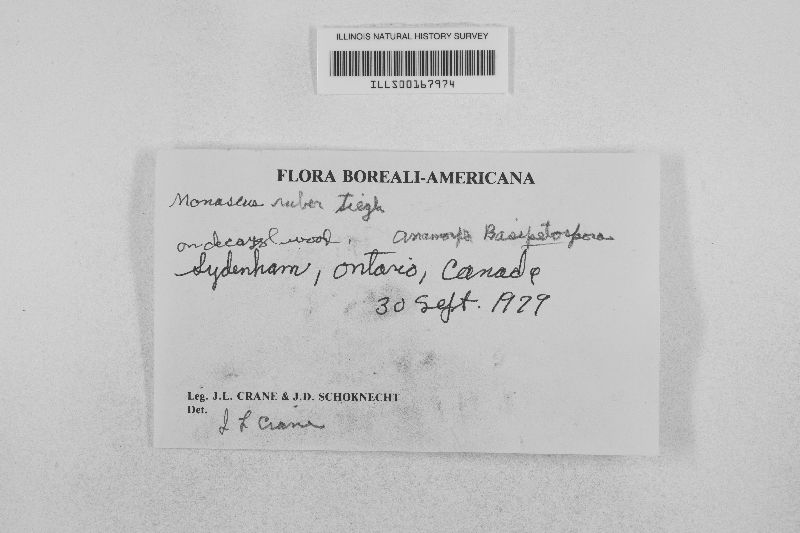 ILLINOIS NATURAL HISTORY SURVEY
ILLS00167974
FLORA BOREALI-AMERICANA
Monascus ruber Tiegh
on decayed wood. Anamorph Basipetospora
Sydenham, Ontario, Canada
30 Sept. 1979
Leg. J.L. CRANE & J.D. SCHOKNECHT
Det. J L Crane